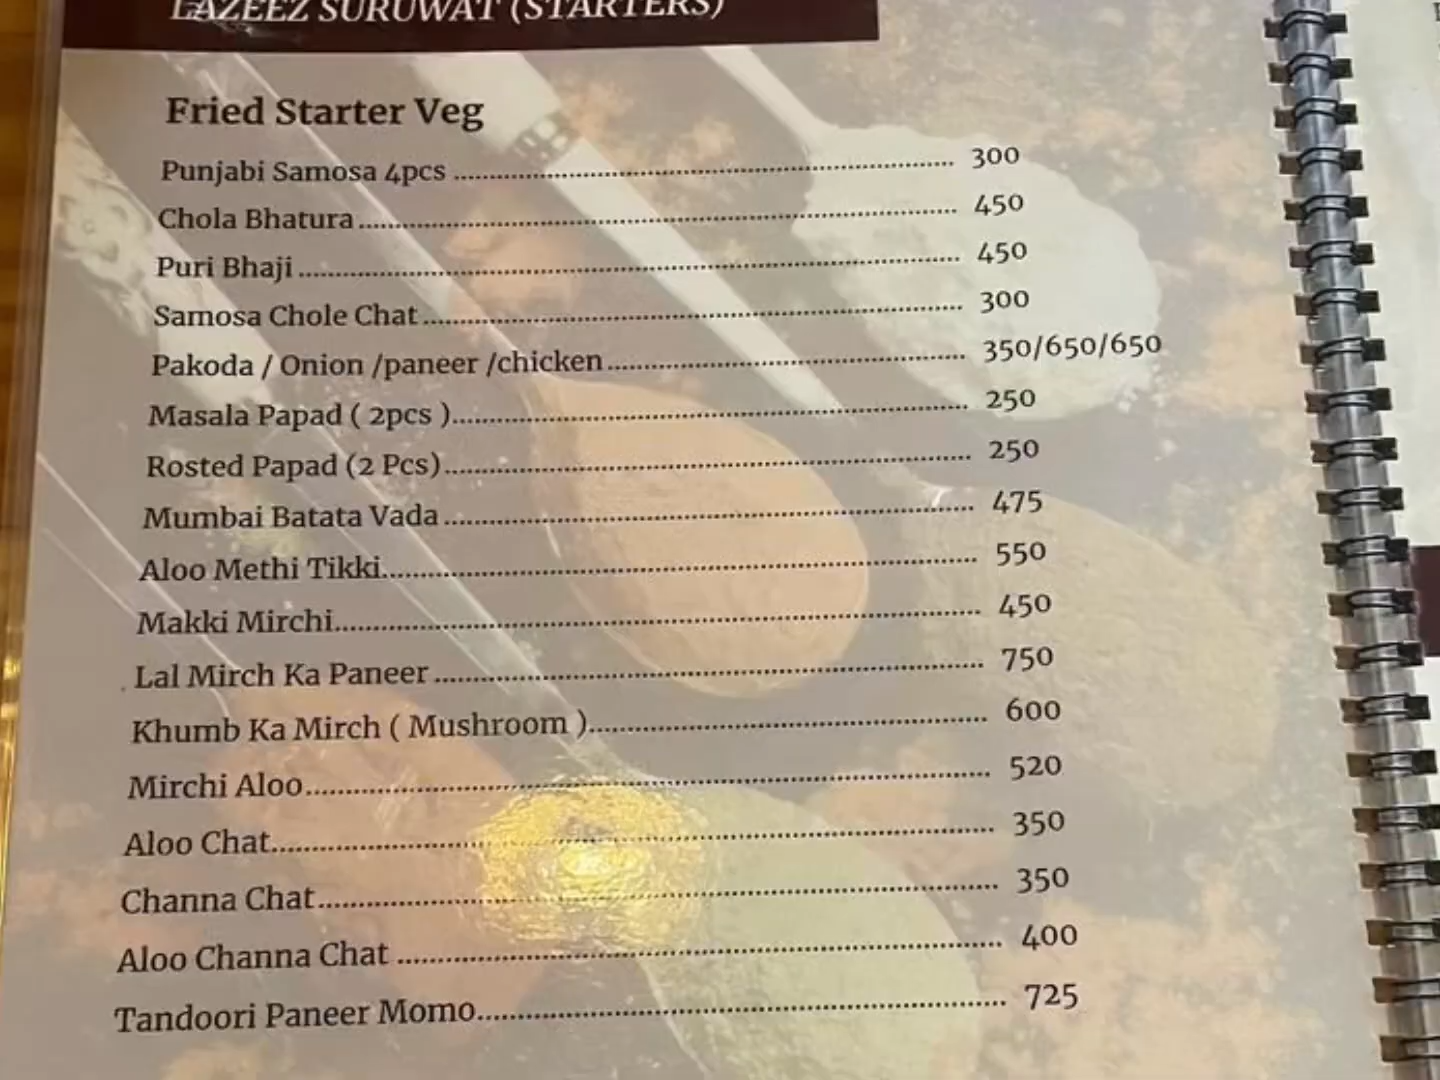 LAZEEZ SURUWAT (STARTERS)
Fried Starter Veg
Punjabi Samosa 4pcs ........ 300
Chola Bhatura ........ 450
Puri Bhaji ........ 450
Samosa Chole Chat ........ 300
Pakoda / Onion /paneer /chicken ........ 350/650/650
Masala Papad ( 2pcs ) ........ 250
Rosted Papad (2 Pcs) ........ 250
Mumbai Batata Vada ........ 475
Aloo Methi Tikki ........ 550
Makki Mirchi ........ 450
Lal Mirch Ka Paneer ........ 750
Khumb Ka Mirch ( Mushroom ) ........ 600
Mirchi Aloo ........ 520
Aloo Chat ........ 350
Channa Chat ........ 350
Aloo Channa Chat ........ 400
Tandoori Paneer Momo ........ 725